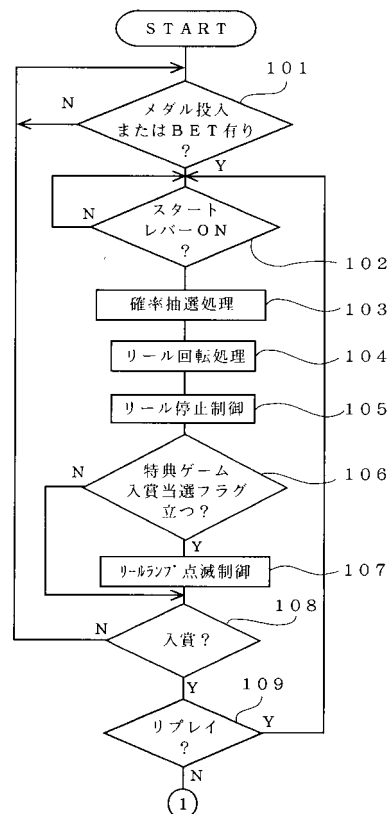 START
101
N
メダル投入
またはBET有り
?
Y
N
スタート
レバーON
?
102
確率抽選処理
103
リール回転処理
104
リール停止制御
105
N
特典ゲーム
入賞当選フラグ
立つ?
106
Y
リールランプ点滅制御
107
108
N
入賞?
Y
109
リプレイ
?
Y
N
1